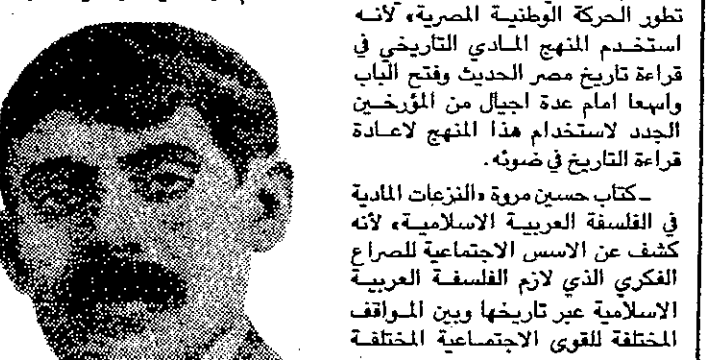 تطور الحركة الوطنية المصرية» لأنه
استخدم المنهج المادي التاريخي في
قراءة تاريخ مصر الحديث وفتح الباب
واسعا امام عدة اجيال من المؤرخين
الجدد لاستخدام هذا المنهج لاعادة
قراءة التاريخ في ضوئه.
ـ كتاب حسين مروة «النزعات المادية
في الفلسفة العربية الاسلامية» لأنه
كشف عن الاسس الاجتماعية للصراع
الفكري الذي لازم الفلسفة العربية
الاسلامية عبر تاريخها وبين المواقف
المختلفة للقوى الاجتماعية المختلفة